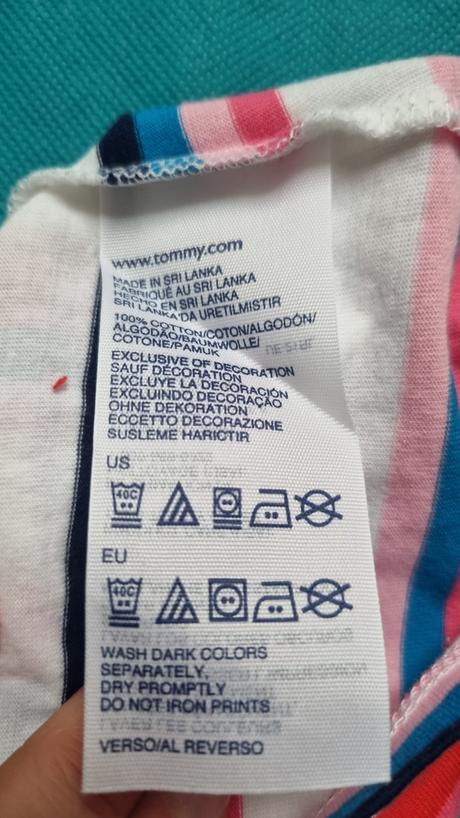 www.tommy.com
MADE IN SRI LANKA
FABRIQUÉ AU SRI LANKA
HECHO EN SRI LANKA
SRI LANKA'DA URETILMISTIR
100% COTTON/COTON/ALGODÓN/
ALGODÃO/BAUMWOLLE/
COTONE/PAMUK
EXCLUSIVE OF DECORATION
SAUF DÉCORATION
EXCLUYE LA DECORACIÓN
EXCLUINDO DECORAÇÃO
OHNE DEKORATION
ECCETTO DECORAZIONE
SUSLEME HARICTIR
US
40C
EU
40C
WASH DARK COLORS
SEPARATELY,
DRY PROMPTLY
DO NOT IRON PRINTS
VERSO/AL REVERSO